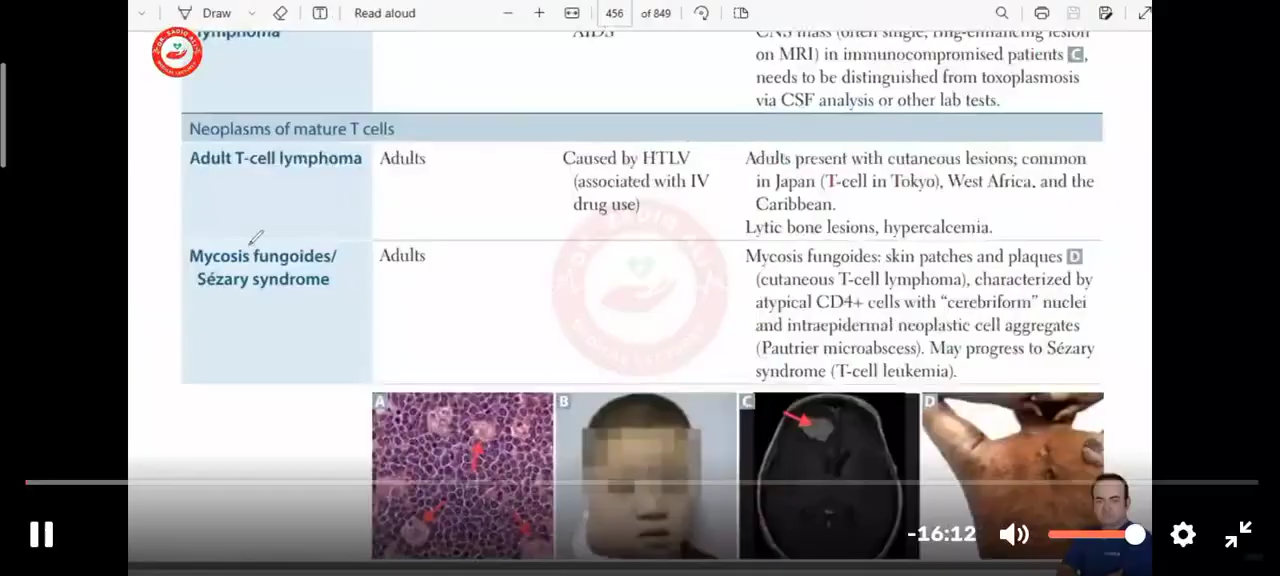 Draw
Read aloud
456 of 849
lymphoma AIDS CNS mass (often single, ring-enhancing lesion
on MRI) in immunocompromised patients C,
needs to be distinguished from toxoplasmosis
via CSF analysis or other lab tests.
Neoplasms of mature T cells
Adult T-cell lymphoma Adults Caused by HTLV Adults present with cutaneous lesions; common
(associated with IV in Japan (T-cell in Tokyo), West Africa, and the
drug use) Caribbean.
Lytic bone lesions, hypercalcemia.
Mycosis fungoides/ Adults Mycosis fungoides: skin patches and plaques D
Sézary syndrome (cutaneous T-cell lymphoma), characterized by
atypical CD4+ cells with “cerebriform” nuclei
and intraepidermal neoplastic cell aggregates
(Pautrier microabscess). May progress to Sézary
syndrome (T-cell leukemia).
A B C D
-16:12